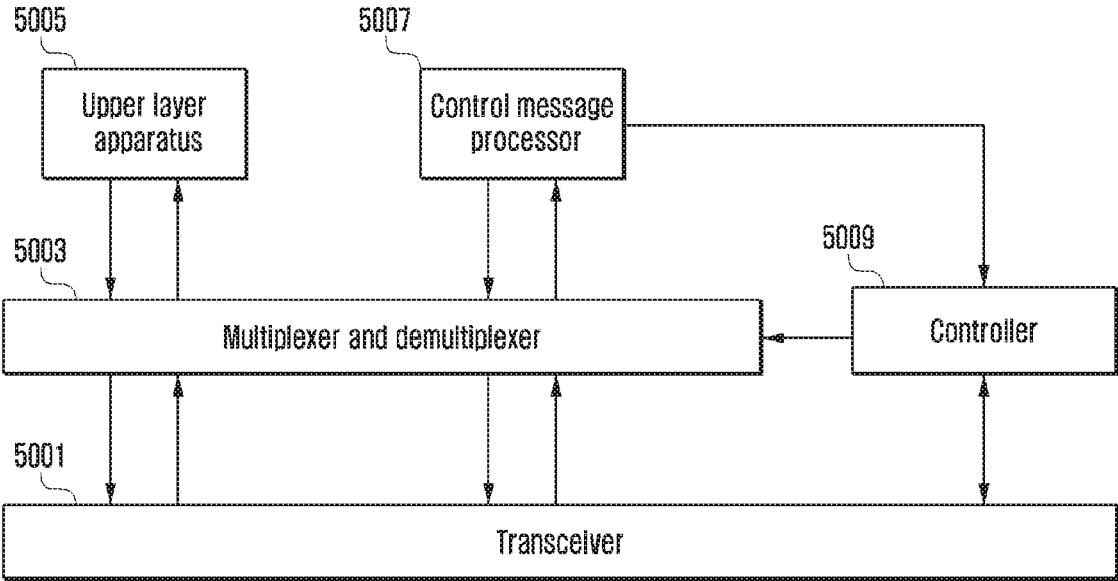 5005
5007
Upper layer
apparatus
Control message
processor
5003
5009
Multiplexer and demultiplexer
Controller
5001
Transceiver